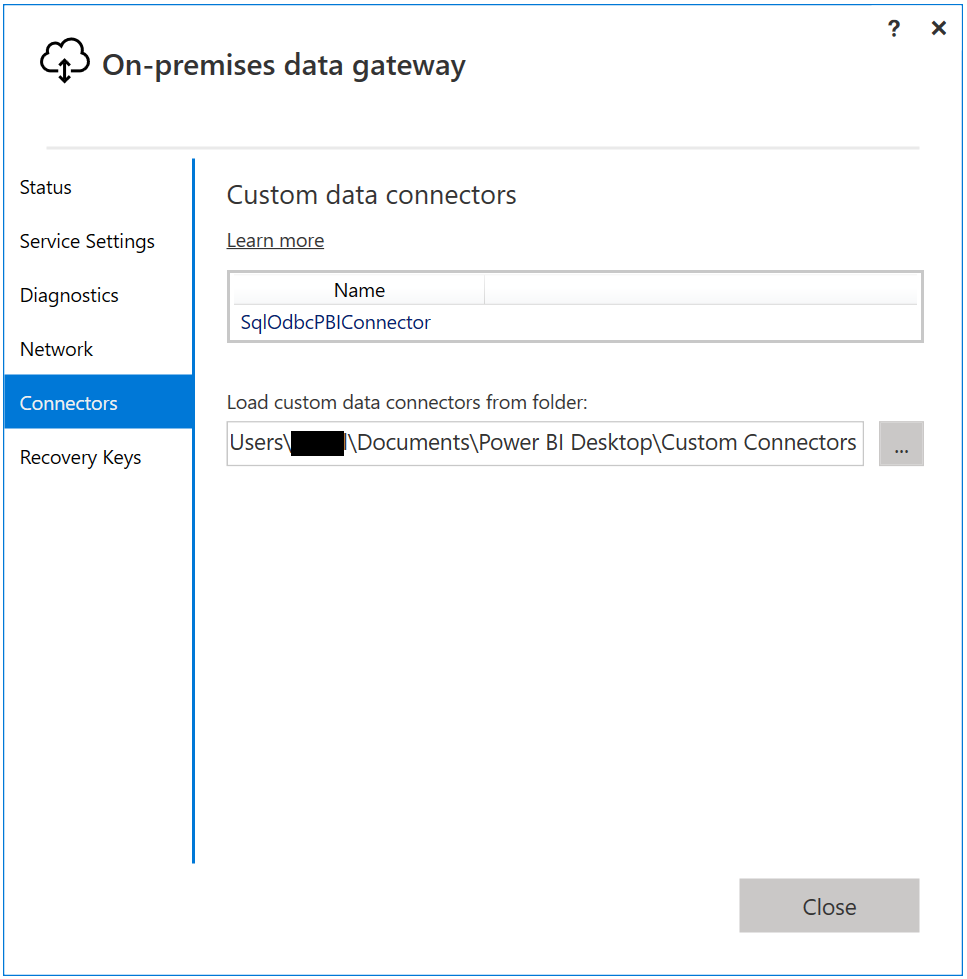 ?
On-premises data gateway
Status
Service Settings
Diagnostics
Network
Connectors
Recovery Keys
Custom data connectors
Learn more
Name
SqlOdbcPBIConnector
Load custom data connectors from folder:
Users\l\Documents\Power BI Desktop\Custom Connectors
...
Close